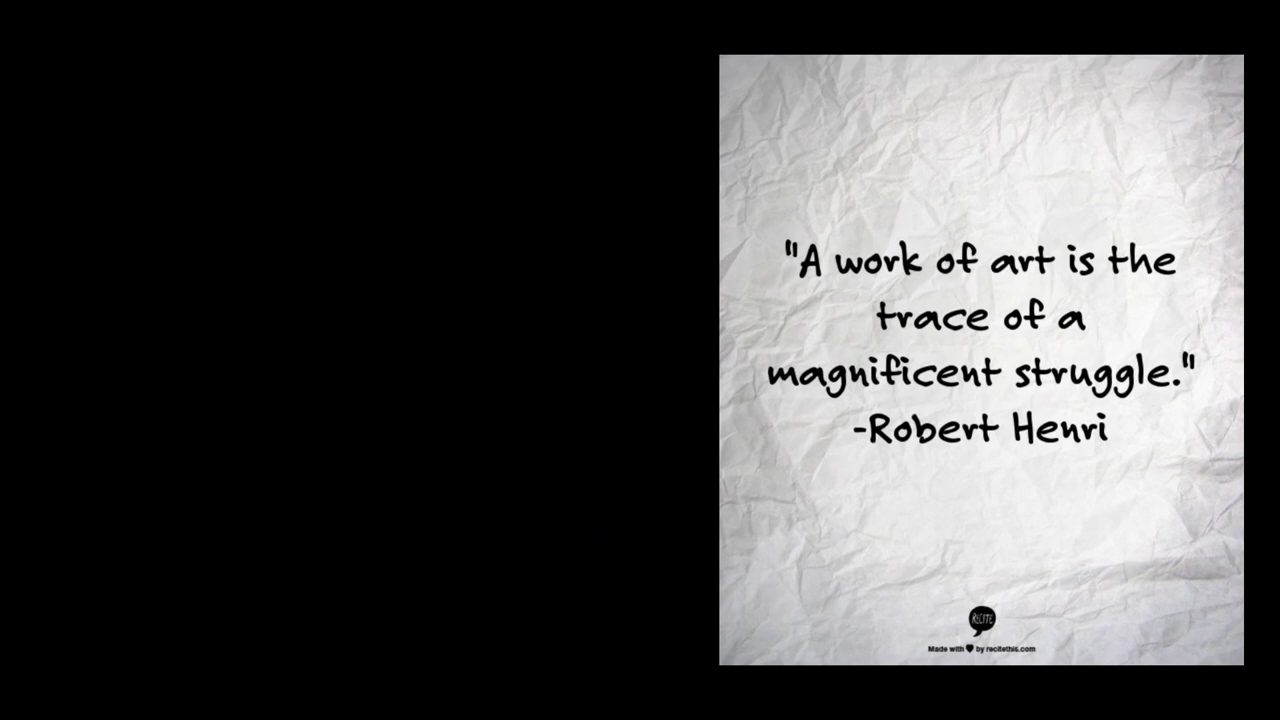 "A work of art is the
trace of a
magnificent struggle."
-Robert Henri
RECITE
Made with ♥ by recitethis.com